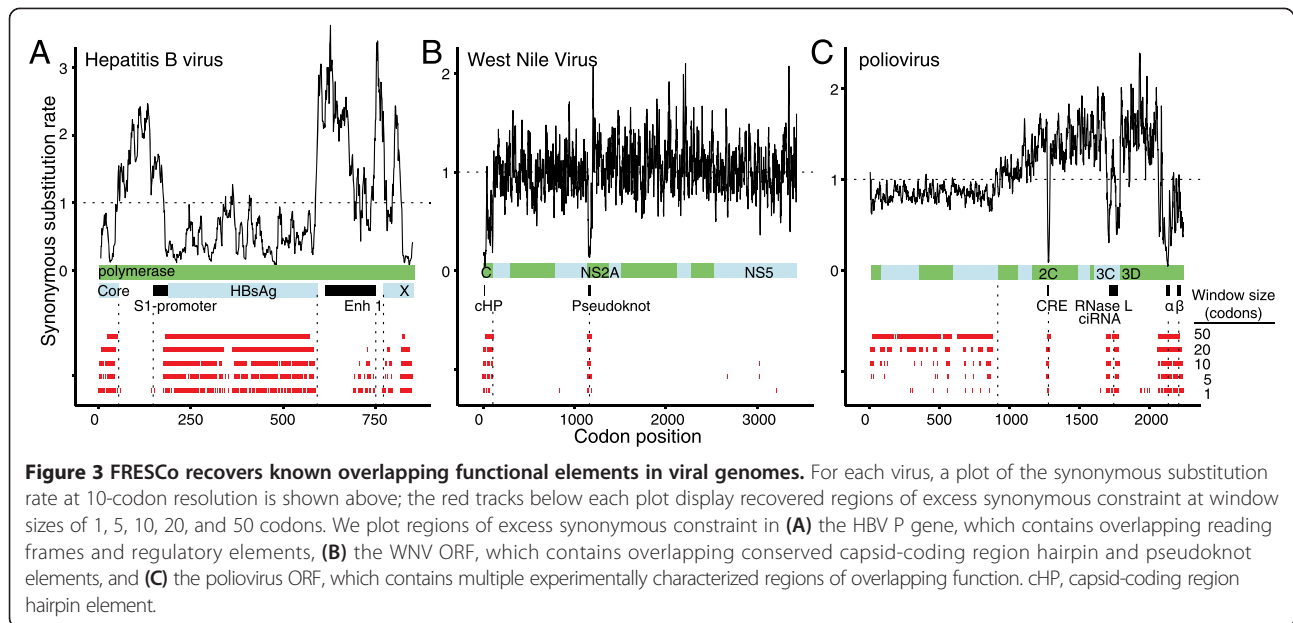 A
Hepatitis B virus
B
West Nile Virus
C
poliovirus
Synonymous substitution rate
3
2
1
0
2
1
0
2
1
0
polymerase
Core
HBsAg
X
S1-promoter
Enh 1
C
NS2A
NS5
cHP
Pseudoknot
2C
3C
3D
CRE
RNase L
ciRNA
α
β
Window size
(codons)
50
20
10
5
1
0
250
500
750
0
1000
2000
3000
0
500
1000
1500
2000
Codon position
Figure 3 FRESCo recovers known overlapping functional elements in viral genomes. For each virus, a plot of the synonymous substitution
rate at 10-codon resolution is shown above; the red tracks below each plot display recovered regions of excess synonymous constraint at window
sizes of 1, 5, 10, 20, and 50 codons. We plot regions of excess synonymous constraint in (A) the HBV P gene, which contains overlapping reading
frames and regulatory elements, (B) the WNV ORF, which contains overlapping conserved capsid-coding region hairpin and pseudoknot
elements, and (C) the poliovirus ORF, which contains multiple experimentally characterized regions of overlapping function. cHP, capsid-coding region
hairpin element.